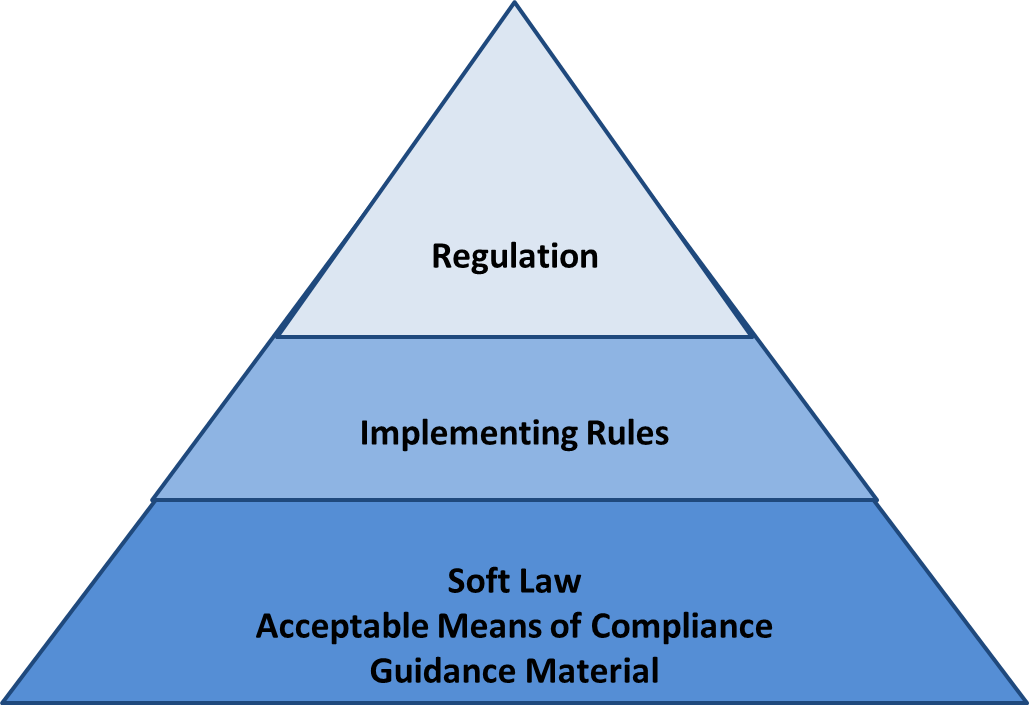 Regulation
Implementing Rules
Soft Law
Acceptable Means of Compliance
Guidance Material